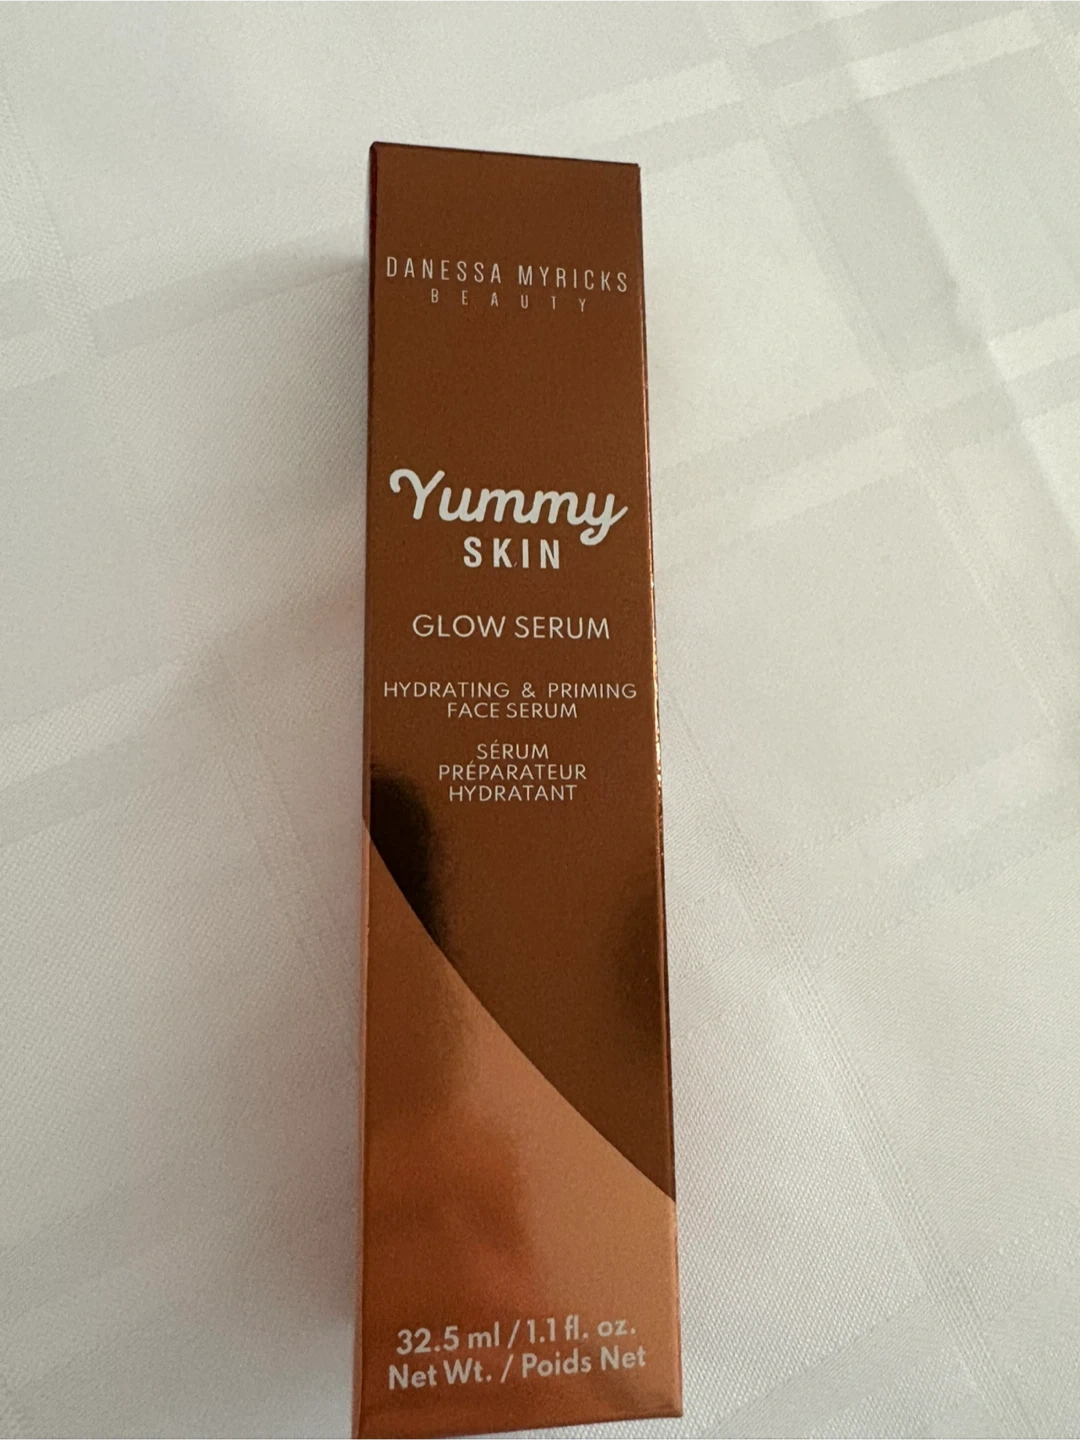 DANESSA MYRICKS
BEAUTY
Yummy
SKIN
GLOW SERUM
HYDRATING & PRIMING
FACE SERUM
SÉRUM
PRÉPARATEUR
HYDRATANT
32.5 ml / 1.1 fl. oz.
Net Wt. / Poids Net